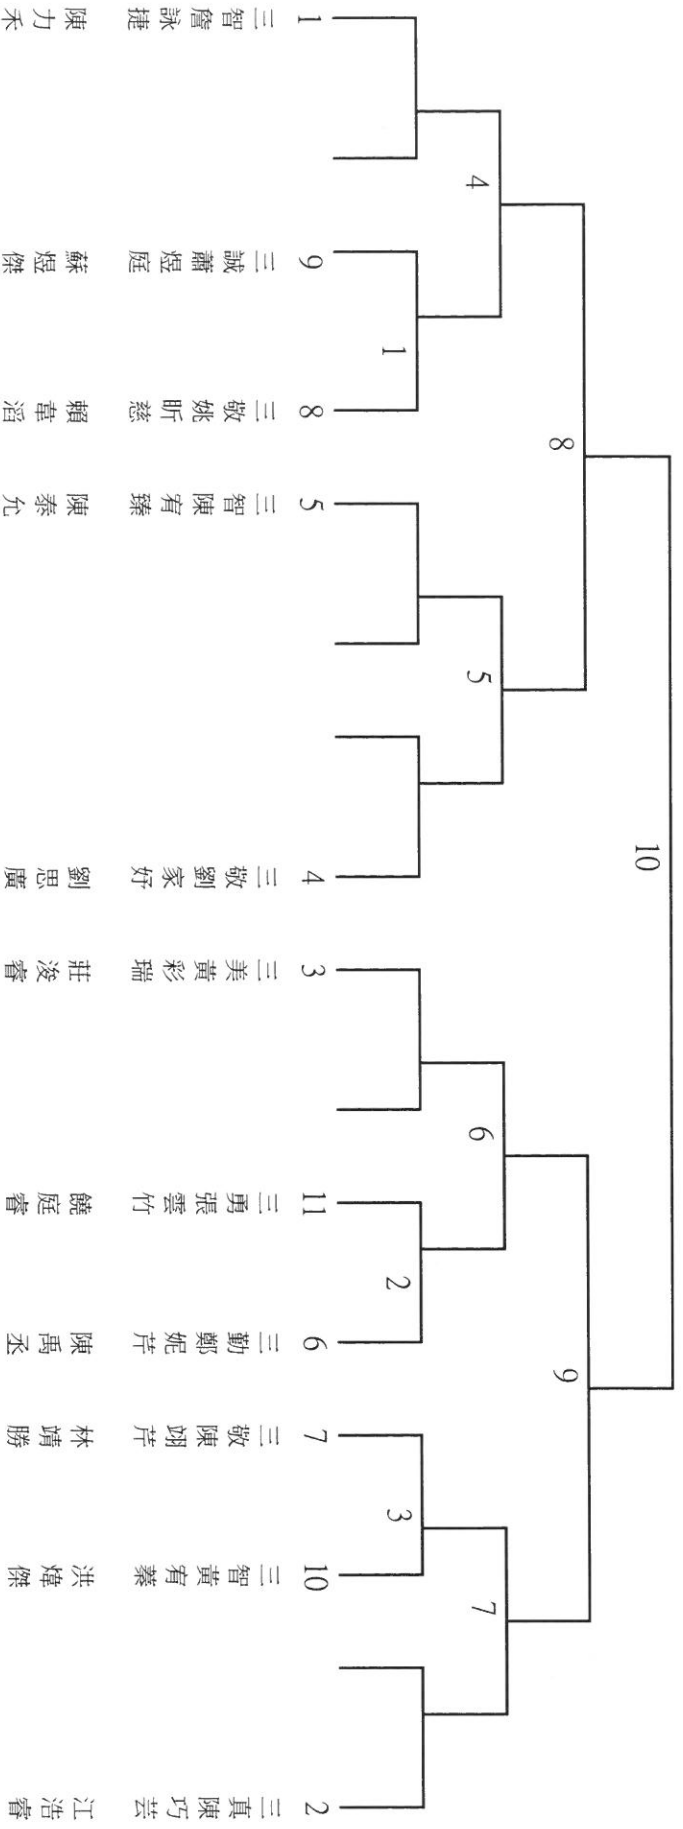 1 三智詹詠捷 陳力禾
9 三誠蕭煜庭 蘇煜傑
8 三敬姚昕慈 賴韋滔
5 三智陳宥臻 陳泰允
4 三敬劉家妤 劉思廣
3 三美黃彩瑞 莊浚睿
11 三勇張雲竹 饒庭睿
6 三勤鄭妮芹 陳禹丞
7 三敬陳翊芹 林靖勝
10 三智黃宥蓁 洪煒傑
2 三真陳巧芸 江浩睿
1
2
3
4
5
6
7
8
9
10